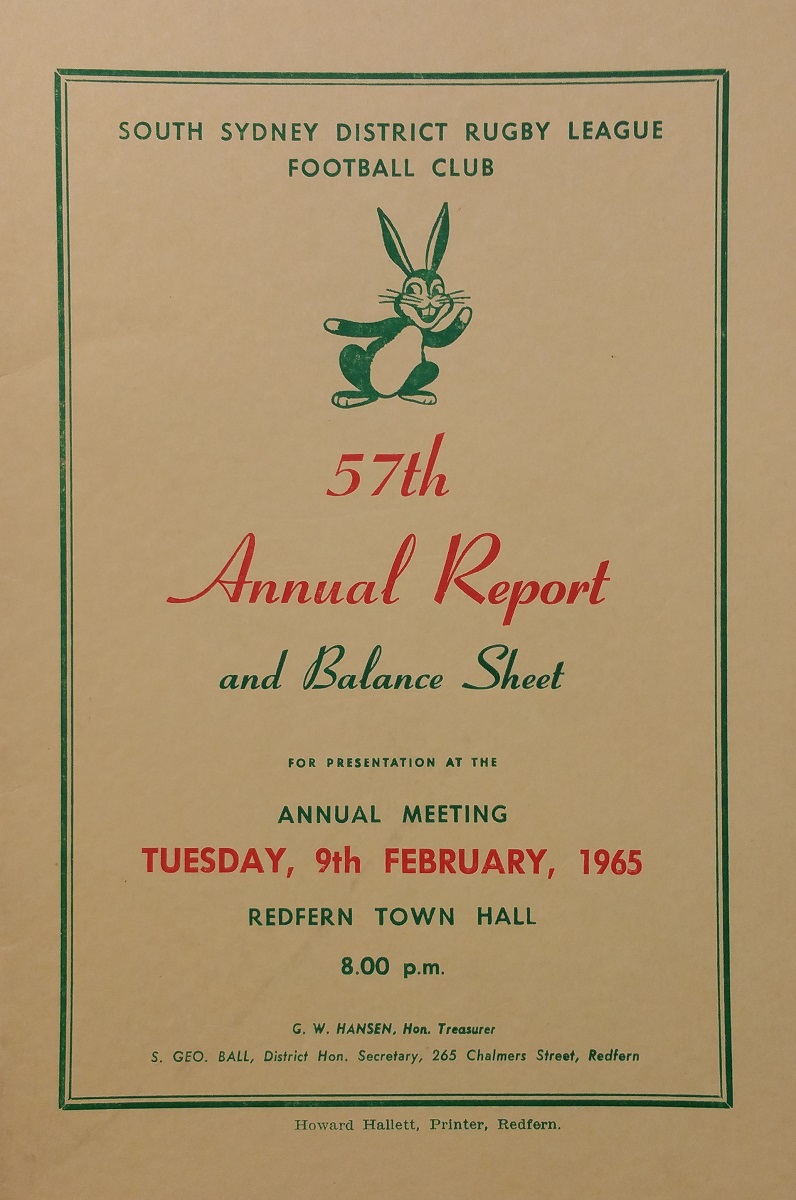 SOUTH SYDNEY DISTRICT RUGBY LEAGUE
FOOTBALL CLUB
57th
Annual Report
and Balance Sheet
FOR PRESENTATION AT THE
ANNUAL MEETING
TUESDAY, 9th FEBRUARY, 1965
REDFERN TOWN HALL
8.00 p.m.
G. W. HANSEN, Hon. Treasurer
S. GEO. BALL, District Hon. Secretary, 265 Chalmers Street, Redfern
Howard Hallett, Printer, Redfern.